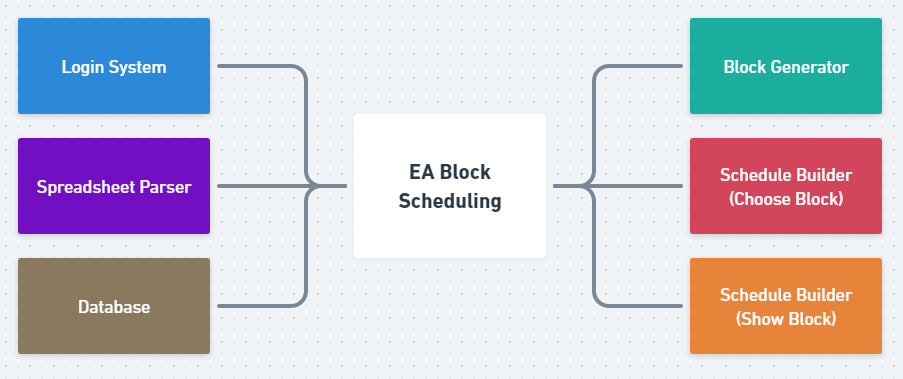 Login System
Spreadsheet Parser
Database
EA Block
Scheduling
Block Generator
Schedule Builder
(Choose Block)
Schedule Builder
(Show Block)